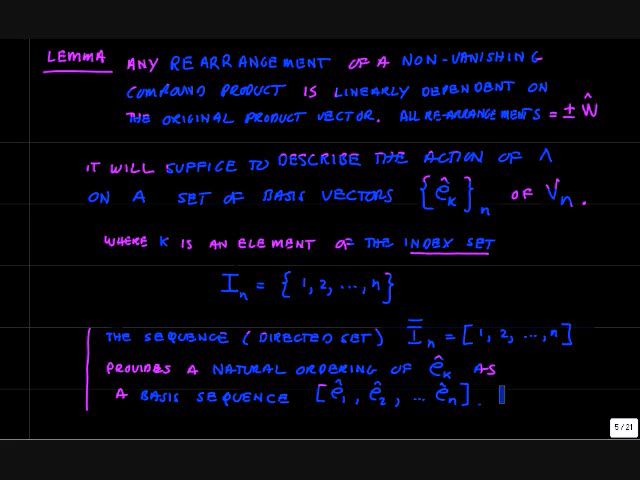 LEMMA ANY REARRANGEMENT OF A NON-VANISHING
COMPOUND PRODUCT IS LINEARLY DEPENDENT ON
THE ORIGINAL PRODUCT VECTOR. ALL RE-ARRANGEMENTS = ± Ŵ
IT WILL SUFFICE TO DESCRIBE THE ACTION OF Λ
ON A SET OF BASIS VECTORS {ê_K}_n OF V_n.
WHERE K IS AN ELEMENT OF THE INDEX SET
I_n = { 1, 2, ..., n }
THE SEQUENCE (DIRECTED SET) Ī_n = [ 1, 2, ..., n ]
PROVIDES A NATURAL ORDERING OF ê_K AS
A BASIS SEQUENCE [ê_1, ê_2, ... ê_n].
5/21